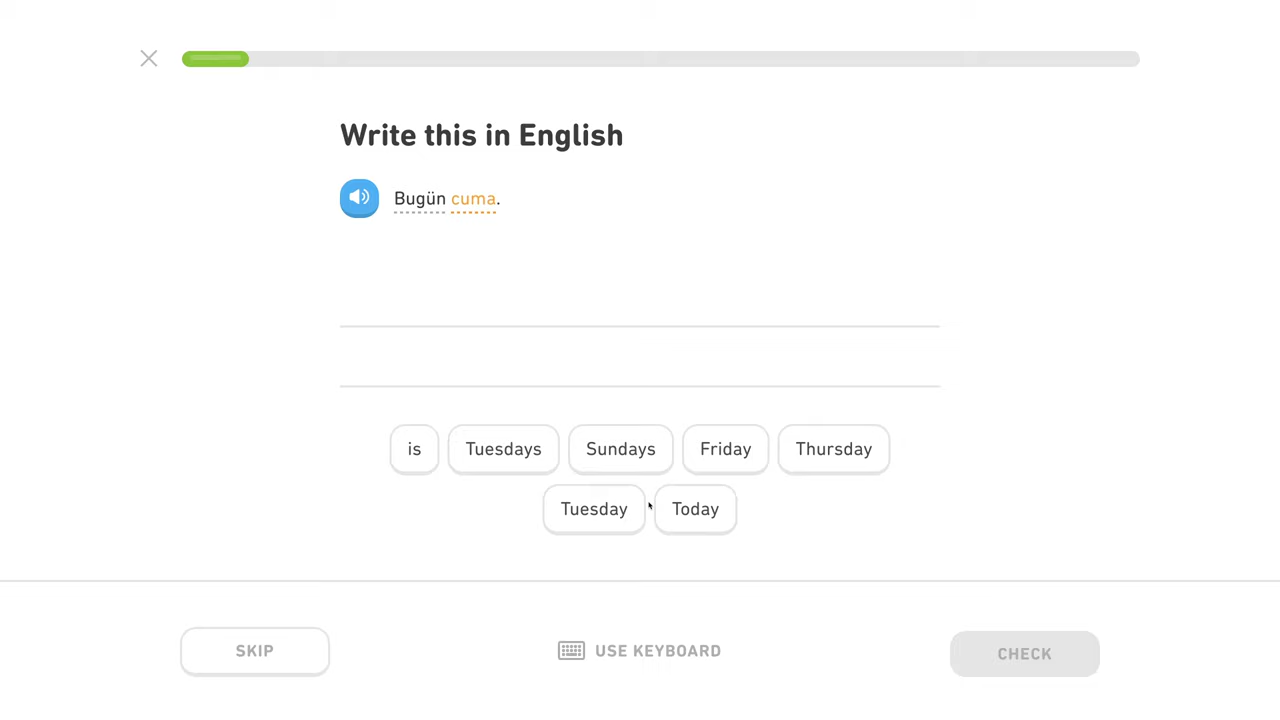 Write this in English
Bugün cuma.
is Tuesdays Sundays Friday Thursday
Tuesday Today
SKIP USE KEYBOARD CHECK